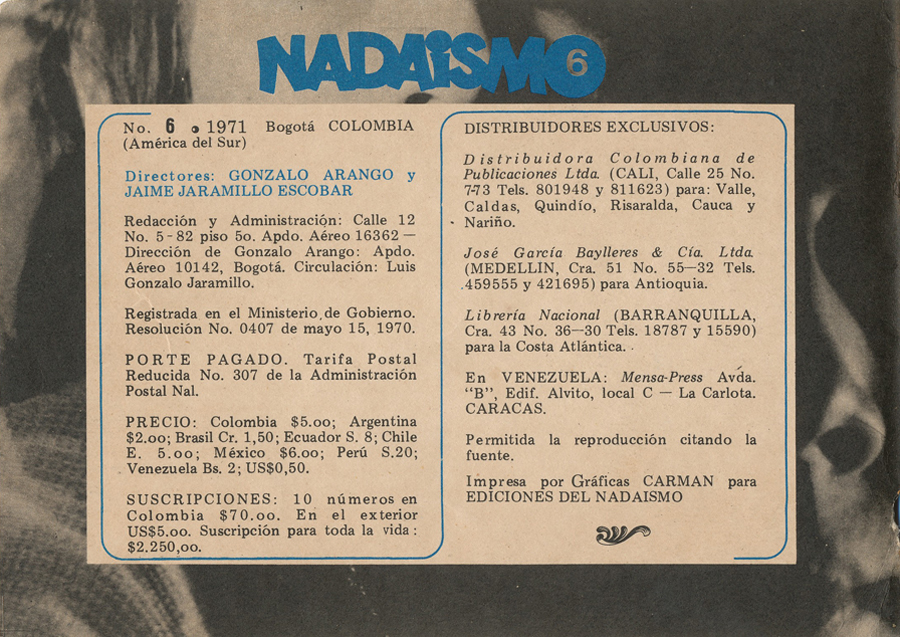 NADAISMO 6
No. 6 • 1971 Bogotá COLOMBIA
(América del Sur)
Directores: GONZALO ARANGO y
JAIME JARAMILLO ESCOBAR
Redacción y Administración: Calle 12
No. 5-82 piso 5o. Apdo. Aéreo 16362 —
Dirección de Gonzalo Arango: Apdo.
Aéreo 10142, Bogotá. Circulación: Luis
Gonzalo Jaramillo.
Registrada en el Ministerio de Gobierno.
Resolución No. 0407 de mayo 15, 1970.
PORTE PAGADO. Tarifa Postal
Reducida No. 307 de la Administración
Postal Nal.
PRECIO: Colombia $5.oo; Argentina
$2.oo; Brasil Cr. 1,50; Ecuador S. 8; Chile
E. 5.oo; México $6.oo; Perú S.20;
Venezuela Bs. 2; US$0,50.
SUSCRIPCIONES: 10 números en
Colombia $70.oo. En el exterior
US$5.oo. Suscripción para toda la vida:
$2.250,oo.
DISTRIBUIDORES EXCLUSIVOS:
Distribuidora Colombiana de
Publicaciones Ltda. (CALI, Calle 25 No.
7-73 Tels. 801948 y 811623) para: Valle,
Caldas, Quindío, Risaralda, Cauca y
Nariño.
José García Baylleres & Cía. Ltda.
(MEDELLIN, Cra. 51 No. 55—32 Tels.
459555 y 421695) para Antioquia.
Librería Nacional (BARRANQUILLA,
Cra. 43 No. 36—30 Tels. 18787 y 15590)
para la Costa Atlántica.
En VENEZUELA: Mensa-Press Avda.
“B”, Edif. Alvito, local C — La Carlota.
CARACAS.
Permitida la reproducción citando la
fuente.
Impresa por Gráficas CARMAN para
EDICIONES DEL NADAISMO